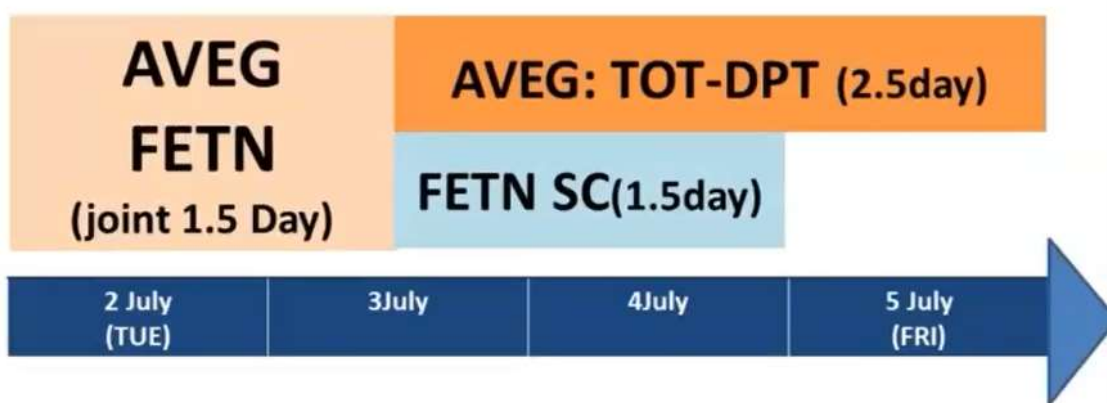 AVEG
FETN
(joint 1.5 Day)
AVEG: TOT-DPT (2.5day)
FETN SC(1.5day)
2 July
(TUE)
3July
4July
5 July
(FRI)